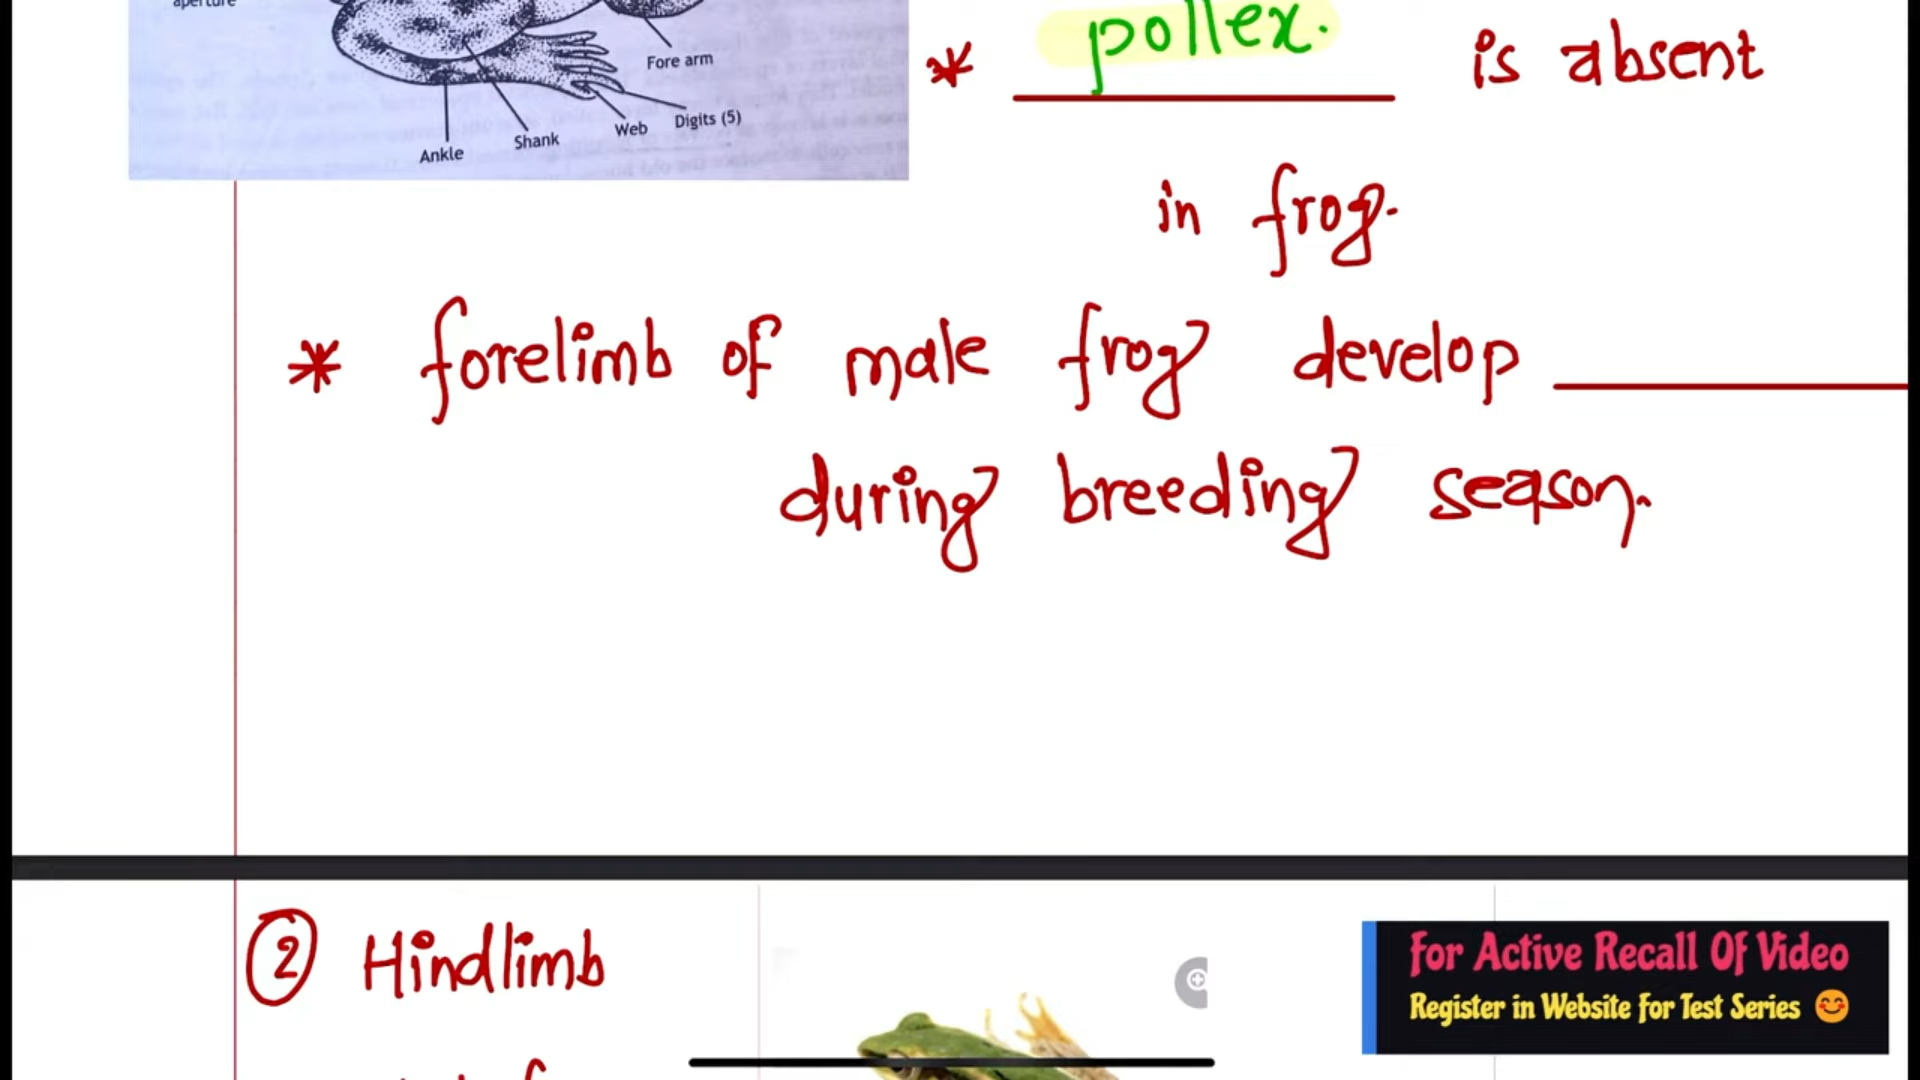 aperture
Fore arm
Digits (5)
Web
Shank
Ankle
* pollex. is absent
in frog.
* forelimb of male frog develop
during breeding season.
② Hindlimb
For Active Recall Of Video
Register in Website for Test Series 😊